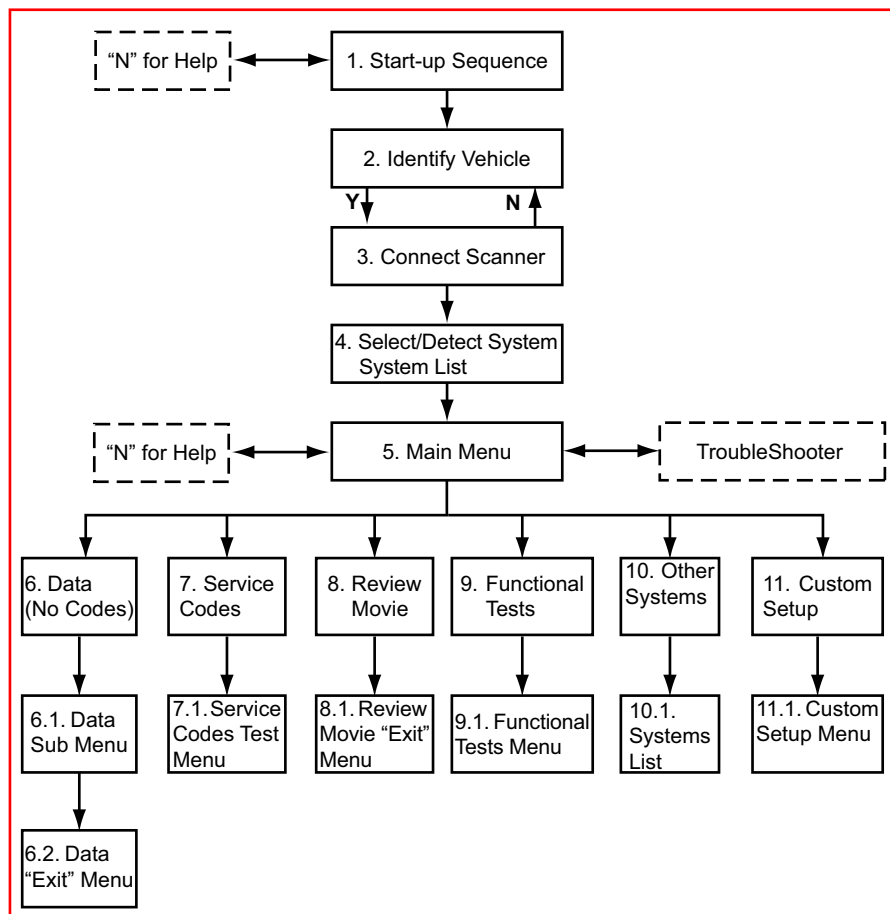 “N” for Help
1. Start-up Sequence
2. Identify Vehicle
Y
N
3. Connect Scanner
4. Select/Detect System
System List
“N” for Help
5. Main Menu
TroubleShooter
6. Data
(No Codes)
7. Service
Codes
8. Review
Movie
9. Functional
Tests
10. Other
Systems
11. Custom
Setup
6.1. Data
Sub Menu
7.1.Service
Codes Test
Menu
8.1. Review
Movie “Exit”
Menu
9.1. Functional
Tests Menu
10.1.
Systems
List
11.1. Custom
Setup Menu
6.2. Data
“Exit” Menu